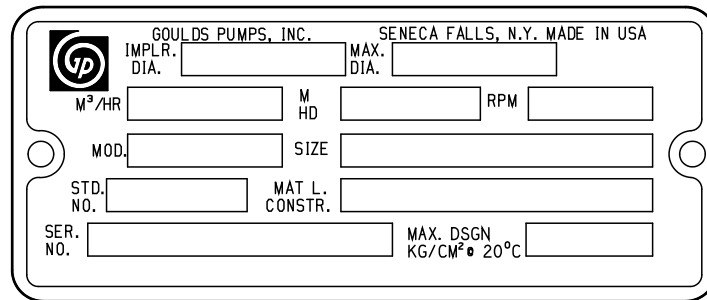 GOULDS PUMPS, INC. SENECA FALLS, N.Y. MADE IN USA
gp
IMPLR. DIA. MAX. DIA.
M³/HR M HD RPM
MOD. SIZE
STD. NO. MAT L. CONSTR.
SER. NO. MAX. DSGN KG/CM² @ 20°C